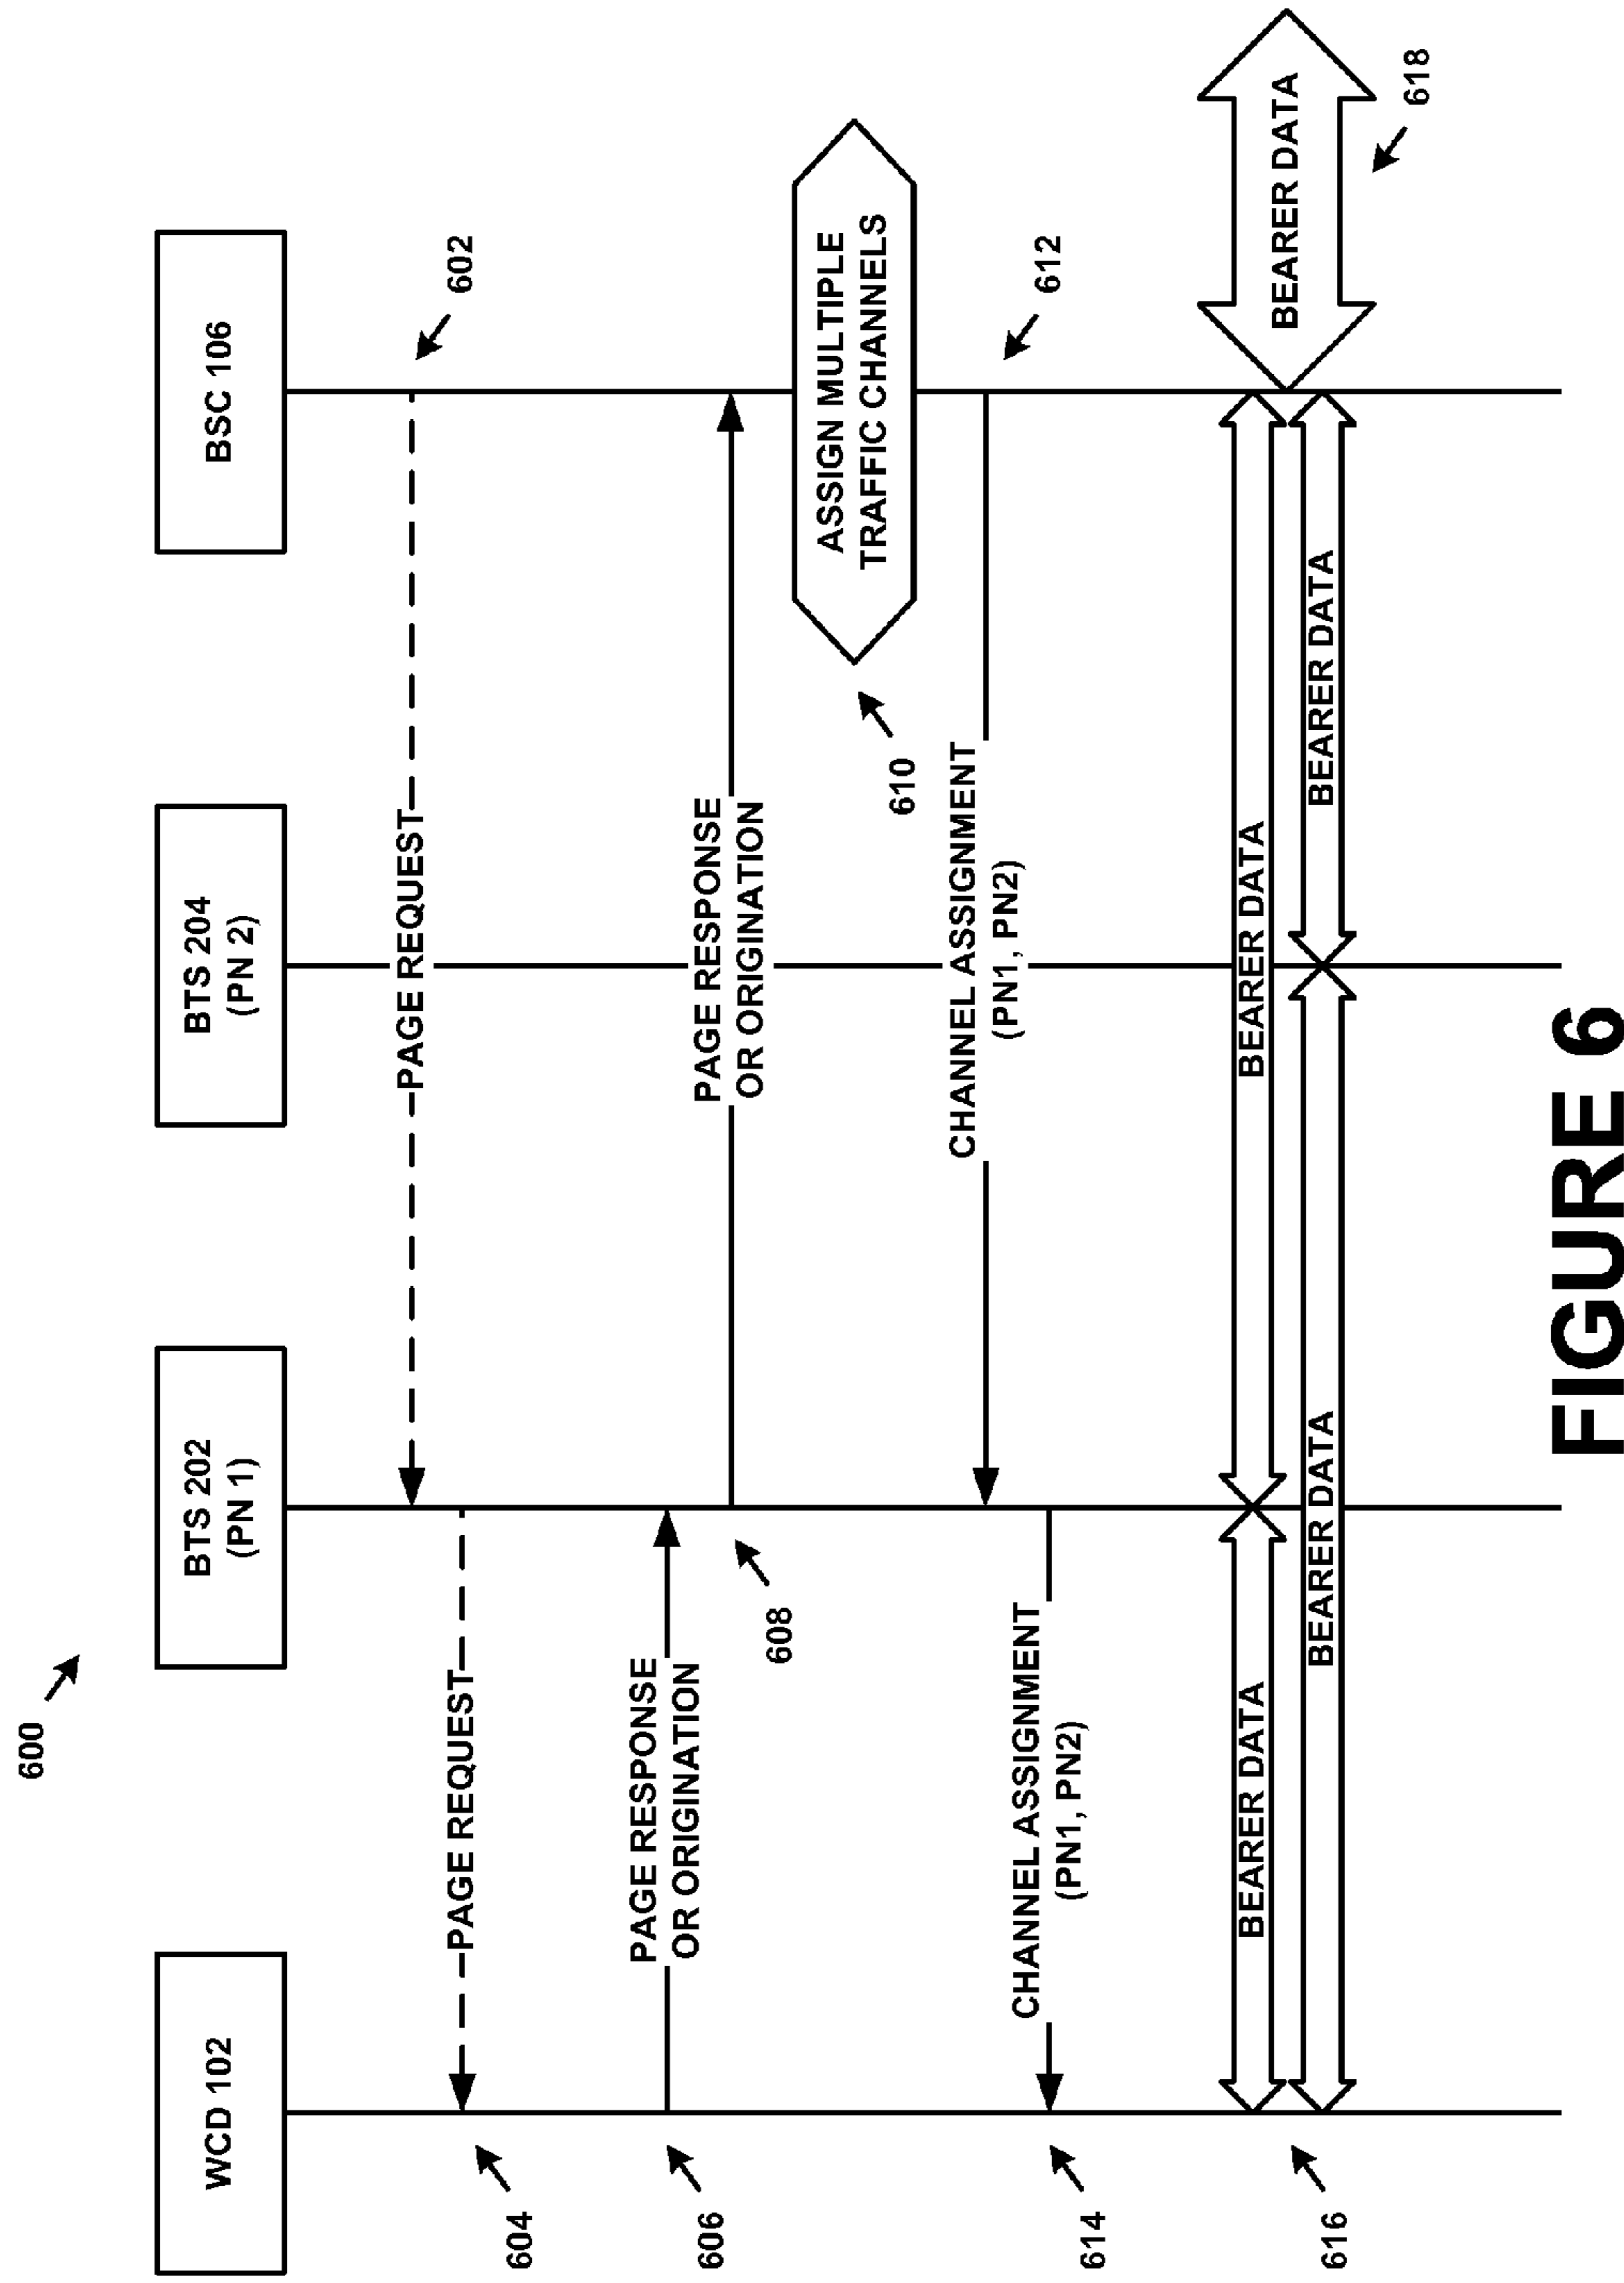 600
WCD 102
BTS 202
(PN 1)
BTS 204
(PN 2)
BSC 106
602
PAGE REQUEST
604
PAGE REQUEST
606
PAGE RESPONSE
OR ORIGINATION
608
PAGE RESPONSE
OR ORIGINATION
610
ASSIGN MULTIPLE
TRAFFIC CHANNELS
612
CHANNEL ASSIGNMENT
(PN1, PN2)
614
CHANNEL ASSIGNMENT
(PN1, PN2)
616
BEARER DATA
BEARER DATA
BEARER DATA
BEARER DATA
BEARER DATA
618
FIGURE 6